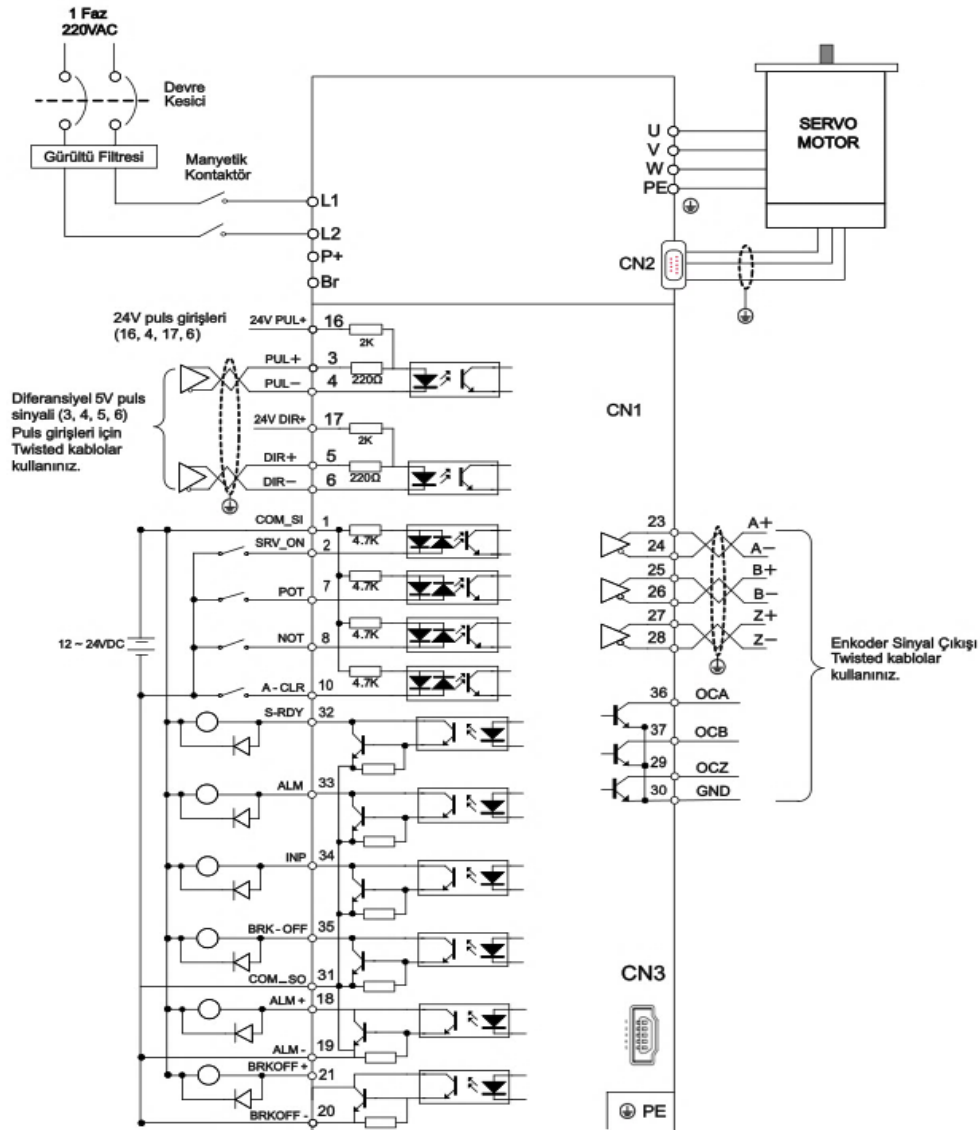 1 Faz
220VAC
Devre
Kesici
Gürültü Filtresi
Manyetik
Kontaktör
L1
L2
P+
Br
U
V
W
PE
SERVO
MOTOR
CN2
24V puls girişleri
(16, 4, 17, 6)
24V PUL+
16
2K
PUL+
3
220Ω
PUL-
4
Diferansiyel 5V puls
sinyali (3, 4, 5, 6)
Puls girişleri için
Twisted kablolar
kullanınız.
24V DIR+
17
2K
DIR+
5
220Ω
DIR-
6
CN1
COM_SI
1
4.7K
SRV_ON
2
POT
7
4.7K
NOT
8
4.7K
A-CLR
10
4.7K
12 ~ 24VDC
S-RDY
32
ALM
33
INP
34
BRK-OFF
35
COM_SO
31
ALM +
18
ALM -
19
BRKOFF +
21
BRKOFF -
20
23
A+
24
A-
25
B+
26
B-
27
Z+
28
Z-
Enkoder Sinyal Çıkışı
Twisted kablolar
kullanınız.
36
OCA
37
OCB
29
OCZ
30
GND
CN3
PE